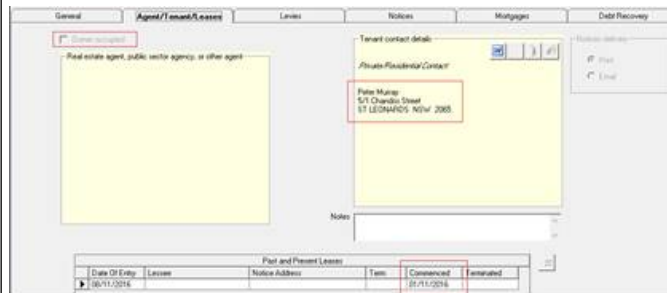 General Agent/Tenant/Leases Levies Notices Mortgages Debt Recovery
Owner occupied
Real estate agent, public sector agency, or other agent
Tenant contact details
Private Residential Contact
Peter Murray
5/1 Chandos Street
ST LEONARDS NSW 2065
Notices delivery
Post
Email
Notes
Past and Present Leases
Date Of Entry Lessee Notice Address Term Commenced Terminated
08/11/2016 01/11/2016